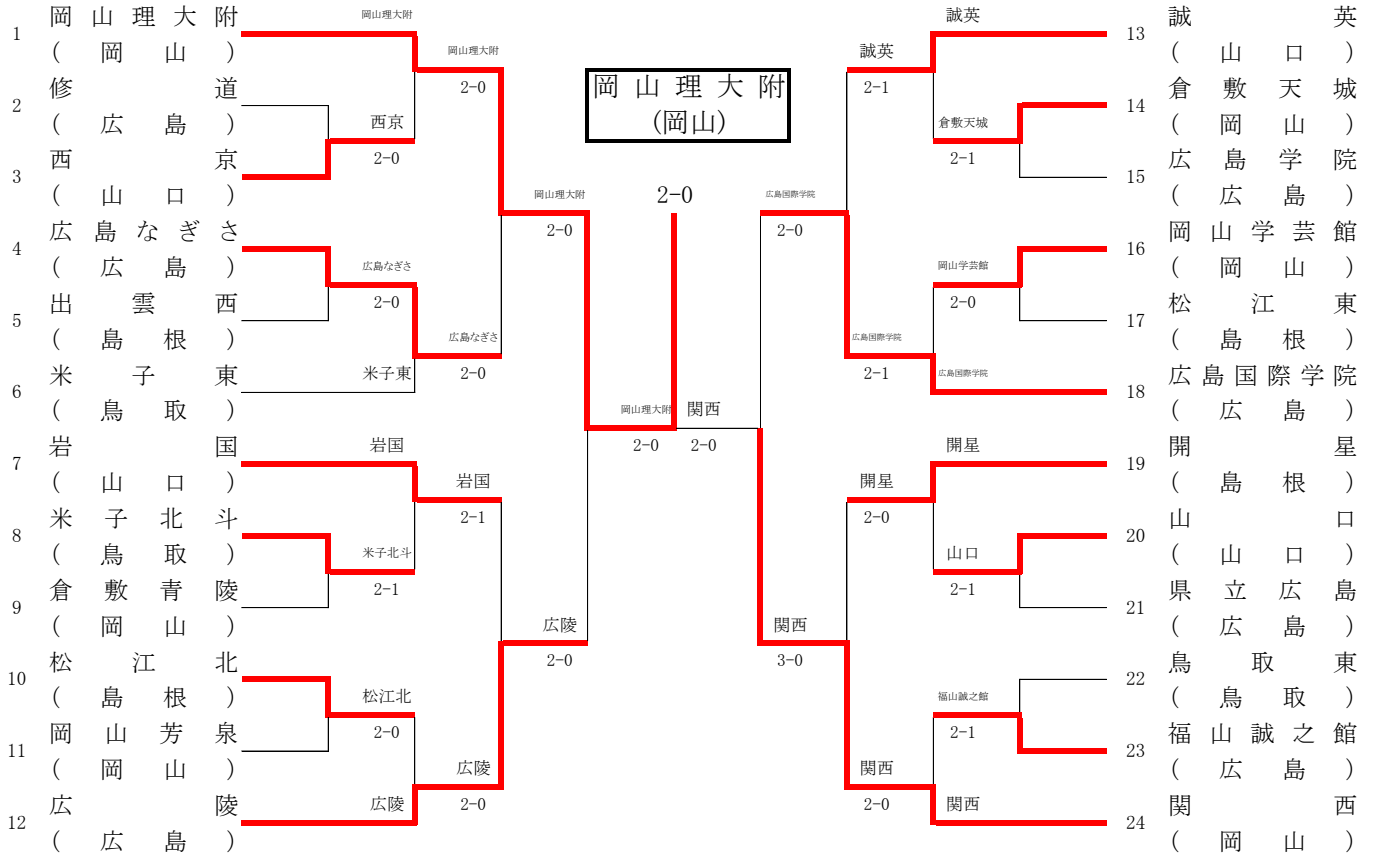 岡山理大附
(岡山)
2-0
1 岡山理大附
(岡山)
2 修道
(広島)
3 西京
(山口)
4 広島なぎさ
(広島)
5 出雲西
(島根)
6 米子東
(鳥取)
7 岩国
(山口)
8 米子北斗
(鳥取)
9 倉敷青陵
(岡山)
10 松江北
(島根)
11 岡山芳泉
(岡山)
12 広陵
(広島)
岡山理大附
西京
2-0
広島なぎさ
2-0
米子東
岩国
米子北斗
2-1
松江北
2-0
広陵
岡山理大附
2-0
広島なぎさ
2-0
岩国
2-1
広陵
2-0
岡山理大附
2-0
広陵
2-0
岡山理大附
2-0
関西
2-0
広島国際学院
2-0
関西
3-0
誠英
2-1
広島国際学院
2-1
開星
2-0
関西
2-0
誠英
倉敷天城
2-1
岡山学芸館
2-0
広島国際学院
開星
山口
2-1
福山誠之館
2-1
関西
13 誠英
(山口)
14 倉敷天城
(岡山)
15 広島学院
(広島)
16 岡山学芸館
(岡山)
17 松江東
(島根)
18 広島国際学院
(広島)
19 開星
(島根)
20 山口
(山口)
21 県立広島
(広島)
22 鳥取東
(鳥取)
23 福山誠之館
(広島)
24 関西
(岡山)